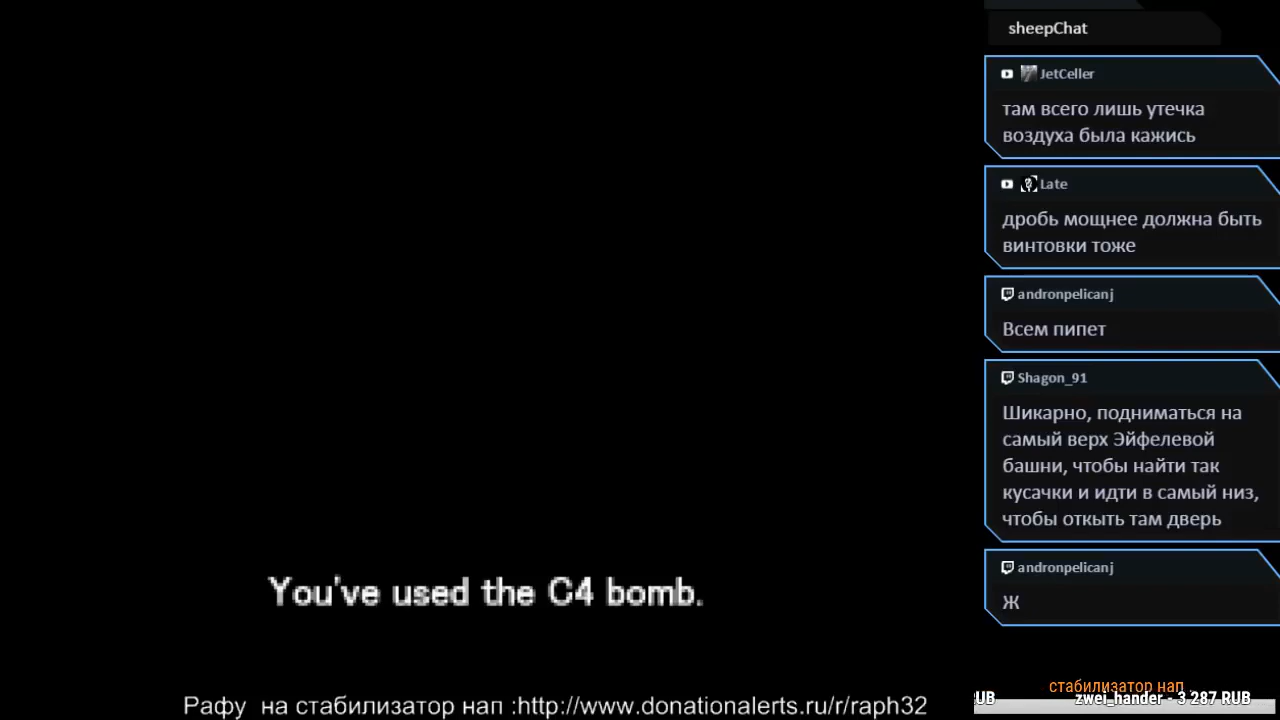 sheepChat
JetCeller
там всего лишь утечка
воздуха была кажись
Late
дробь мощнее должна быть
винтовки тоже
andronpelicanj
Всем пипет
Shagon_91
Шикарно, подниматься на
самый верх Эйфелевой
башни, чтобы найти так
кусачки и идти в самый низ,
чтобы откыть там дверь
andronpelicanj
Ж
You've used the C4 bomb.
Рафу на стабилизатор нап :http://www.donationalerts.ru/r/raph32
стабилизатор нап
RUB zwei_hander - 3 287 RUB